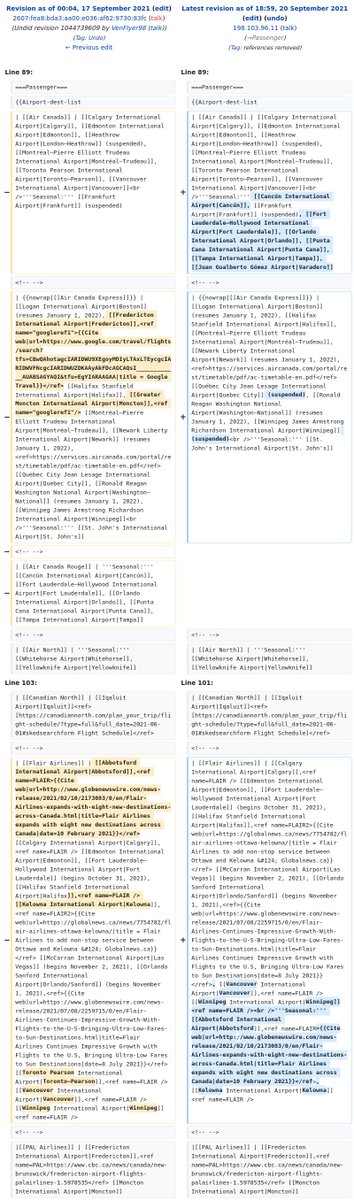 Revision as of 00:04, 17 September 2021 (edit)
2607:fea8:bda3:aa00:e036:af62:9730:83fc (talk)
(Undid revision 1044739609 by VenFlyer98 (talk))
(Tag: Undo)
← Previous edit
Latest revision as of 18:59, 20 September
2021 (edit) (undo)
198.103.96.11 (talk)
(→Passenger)
(Tag: references removed)
Line 89:
Line 89:
===Passenger===
===Passenger===
{{Airport-dest-list
{{Airport-dest-list
| [[Air Canada]] | [[Calgary International
Airport|Calgary]], [[Edmonton International
Airport|Edmonton]], [[Heathrow
Airport|London–Heathrow]] (suspended),
[[Montréal–Pierre Elliott Trudeau
International Airport|Montréal–Trudeau]],
[[Toronto Pearson International
Airport|Toronto–Pearson]], [[Vancouver
International Airport|Vancouver]]<br
/>'''Seasonal:''' [[Frankfurt
Airport|Frankfurt]] (suspended)
| [[Air Canada]] | [[Calgary International
Airport|Calgary]], [[Edmonton International
Airport|Edmonton]], [[Heathrow
Airport|London–Heathrow]] (suspended),
[[Montréal–Pierre Elliott Trudeau
International Airport|Montréal–Trudeau]],
[[Toronto Pearson International
Airport|Toronto–Pearson]], [[Vancouver
International Airport|Vancouver]]<br
/>'''Seasonal:''' [[Cancún International
Airport|Cancún]], [[Frankfurt
Airport|Frankfurt]] (suspended), [[Fort
Lauderdale–Hollywood International
Airport|Fort Lauderdale]], [[Orlando
International Airport|Orlando]], [[Punta
Cana International Airport|Punta Cana]],
[[Tampa International Airport|Tampa]],
[[Juan Gualberto Gómez Airport|Varadero]]
<!-- -->
<!-- -->
| {{nowrap|[[Air Canada Express]]}} |
[[Logan International Airport|Boston]]
(resumes January 1, 2022), [[Fredericton
International Airport|Fredericton]],<ref
name="googleref1">{{Cite
web|url=https://www.google.com/travel/flights
/search?
Travel}}</ref> [[Halifax Stanfield
International Airport|Halifax]], [[Greater
Moncton International Airport|Moncton]],<ref
name="googleref1"/> [[Montréal–Pierre
Elliott Trudeau International
Airport|Montréal–Trudeau]], [[Newark Liberty
International Airport|Newark]] (resumes
January 1, 2022),
<ref>https://services.aircanada.com/portal/re
st/timetable/pdf/ac-timetable-en.pdf</ref>
[[Québec City Jean Lesage International
Airport|Quebec City]], [[Ronald Reagan
Washington National Airport|Washington–
National]] (resumes January 1, 2022),
[[Winnipeg James Armstrong Richardson
International Airport|Winnipeg]]<br
/>'''Seasonal:''' [[St. John's International
Airport|St. John's]]
| {{nowrap|[[Air Canada Express]]}} |
[[Logan International Airport|Boston]]
(resumes January 1, 2022), [[Halifax
Stanfield International Airport|Halifax]],
[[Montréal–Pierre Elliott Trudeau
International Airport|Montréal–Trudeau]],
[[Newark Liberty International
Airport|Newark]] (resumes January 1, 2022),
<ref>https://services.aircanada.com/portal/re
st/timetable/pdf/ac-timetable-en.pdf</ref>
[[Québec City Jean Lesage International
Airport|Quebec City]] (suspended), [[Ronald
Reagan Washington National
Airport|Washington–National]] (resumes
January 1, 2022), [[Winnipeg James Armstrong
Richardson International Airport|Winnipeg]]
(suspended)<br />'''Seasonal:''' [[St.
John's International Airport|St. John's]]
<!-- -->
| [[Air Canada Rouge]] | '''Seasonal:'''
[[Cancún International Airport|Cancún]],
[[Fort Lauderdale–Hollywood International
Airport|Fort Lauderdale]], [[Orlando
International Airport|Orlando]], [[Punta
Cana International Airport|Punta Cana]],
[[Tampa International Airport|Tampa]]
<!-- -->
<!-- -->
| [[Air North]] | '''Seasonal:'''
[[Whitehorse Airport|Whitehorse]],
[[Yellowknife Airport|Yellowknife]]
| [[Air North]] | '''Seasonal:'''
[[Whitehorse Airport|Whitehorse]],
[[Yellowknife Airport|Yellowknife]]
Line 103:
Line 101:
| [[Canadian North]] | [[Iqaluit
Airport|Iqaluit]]<ref>
[https://canadiannorth.com/plan_your_trip/fli
ght-schedule/?type=full&full_date=2021-06-
01#skedschedforum Flight Schedule]</ref>
| [[Canadian North]] | [[Iqaluit
Airport|Iqaluit]]<ref>
[https://canadiannorth.com/plan_your_trip/fli
ght-schedule/?type=full&full_date=2021-06-
01#skedschedforum Flight Schedule]</ref>
<!-- -->
<!-- -->
| [[Flair Airlines]] | [[Abbotsford
International Airport|Abbotsford]],<ref
name=FLAIR>{{Cite
web|url=http://www.globenewswire.com/news-
release/2021/02/10/2173083/0/en/Flair-
Airlines-expands-with-eight-new-destinations-
across-Canada.html|title=Flair Airlines
expands with eight new destinations across
Canada|date=10 February 2021}}</ref>
[[Calgary International Airport|Calgary]],
<ref name=FLAIR /> [[Edmonton International
Airport|Edmonton]], [[Fort Lauderdale–
Hollywood International Airport|Fort
Lauderdale]] (begins October 31, 2021),
[[Halifax Stanfield International
Airport|Halifax]],<ref name=FLAIR />
[[Kelowna International Airport|Kelowna]],
<ref name=FLAIR2>{{Cite
web|url=https://globalnews.ca/news/7754782/fl
air-airlines-ottawa-kelowna/|title = Flair
Airlines to add non-stop service between
Ottawa and Kelowna &#124; Globalnews.ca}}
</ref> [[McCarran International Airport|Las
Vegas]] (begins November 2, 2021), [[Orlando
Sanford International
Airport|Orlando/Sanford]] (begins November
1, 2021),<ref>{{Cite
web|url=https://www.globenewswire.com/news-
release/2021/07/08/2259715/0/en/Flair-
Airlines-Continues-Impressive-Growth-With-
Flights-to-the-U-S-Bringing-Ultra-Low-Fares-
to-Sun-Destinations.html|title=Flair
Airlines Continues Impressive Growth with
Flights to the U.S. Bringing Ultra Low Fares
to Sun Destinations|date=8 July 2021}}</ref>
[[Toronto Pearson International
Airport|Toronto–Pearson]],<ref name=FLAIR />
[[Vancouver International
Airport|Vancouver]],<ref name=FLAIR />
[[Winnipeg International Airport|Winnipeg]]
<ref name=FLAIR />
| [[Flair Airlines]] | [[Calgary
International Airport|Calgary]],<ref
name=FLAIR /> [[Edmonton International
Airport|Edmonton]], [[Fort Lauderdale–
Hollywood International Airport|Fort
Lauderdale]] (begins October 31, 2021),
[[Halifax Stanfield International
Airport|Halifax]],<ref name=FLAIR2>{{Cite
web|url=https://globalnews.ca/news/7754782/fl
air-airlines-ottawa-kelowna/|title = Flair
Airlines to add non-stop service between
Ottawa and Kelowna &#124; Globalnews.ca}}
</ref> [[McCarran International Airport|Las
Vegas]] (begins November 2, 2021), [[Orlando
Sanford International
Airport|Orlando/Sanford]] (begins November
1, 2021),<ref>{{Cite
web|url=https://www.globenewswire.com/news-
release/2021/07/08/2259715/0/en/Flair-
Airlines-Continues-Impressive-Growth-With-
Flights-to-the-U-S-Bringing-Ultra-Low-Fares-
to-Sun-Destinations.html|title=Flair
Airlines Continues Impressive Growth with
Flights to the U.S. Bringing Ultra Low Fares
to Sun Destinations|date=8 July 2021}}
</ref>, [[Vancouver International
Airport|Vancouver]],<ref name=FLAIR />
[[Winnipeg International Airport|Winnipeg]]
<ref name=FLAIR /><br />'''Seasonal:'''
[[Abbotsford International
Airport|Abbotsford]],<ref name=FLAIR>{{Cite
web|url=http://www.globenewswire.com/news-
release/2021/02/10/2173083/0/en/Flair-
Airlines-expands-with-eight-new-destinations-
across-Canada.html|title=Flair Airlines
expands with eight new destinations across
Canada|date=10 February 2021}}</ref>,
[[Kelowna International Airport|Kelowna]]
<ref name=FLAIR />
<!-- -->
<!-- -->
|[[PAL Airlines]] | [[Fredericton
International Airport|Fredericton]],<ref
name=PAL>https://www.cbc.ca/news/canada/new-
brunswick/fredericton-airport-flights-
palairlines-1.5978535</ref> [[Moncton
Airport|Moncton]]
|[[PAL Airlines]] | [[Fredericton
International Airport|Fredericton]],<ref
name=PAL>https://www.cbc.ca/news/canada/new-
brunswick/fredericton-airport-flights-
palairlines-1.5978535</ref> [[Moncton
Airport|Moncton]]